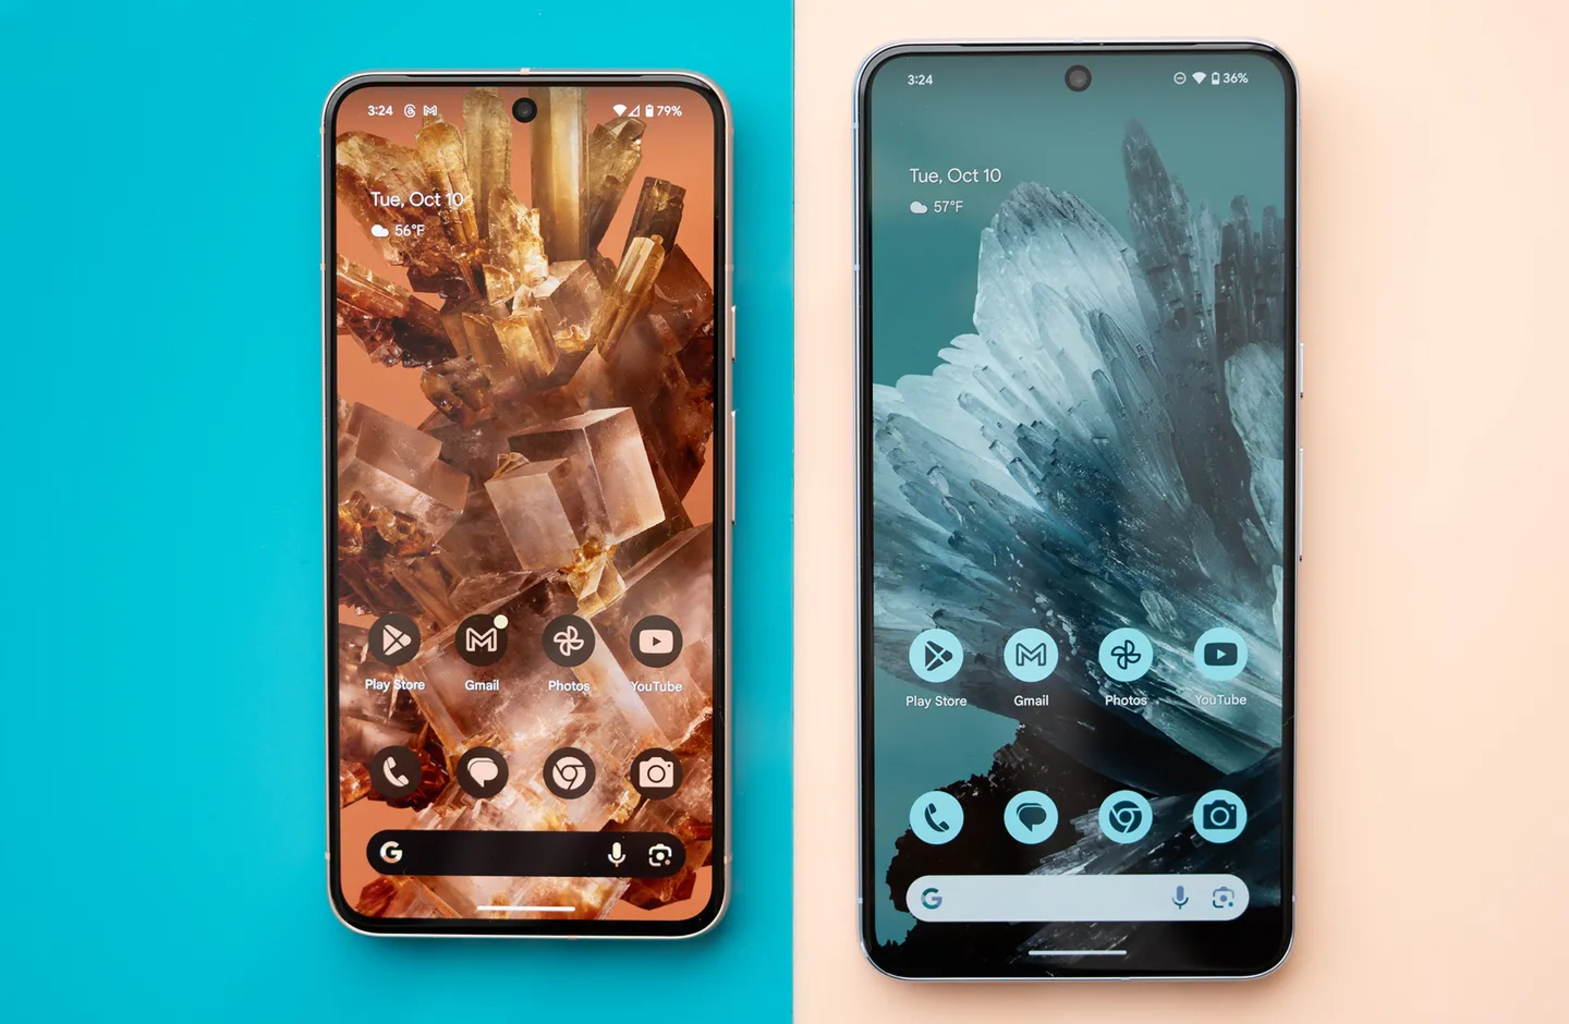 3:24
79%
Tue, Oct 10
56°F
Play Store Gmail Photos YouTube
G
3:24
36%
Tue, Oct 10
57°F
Play Store Gmail Photos YouTube
G